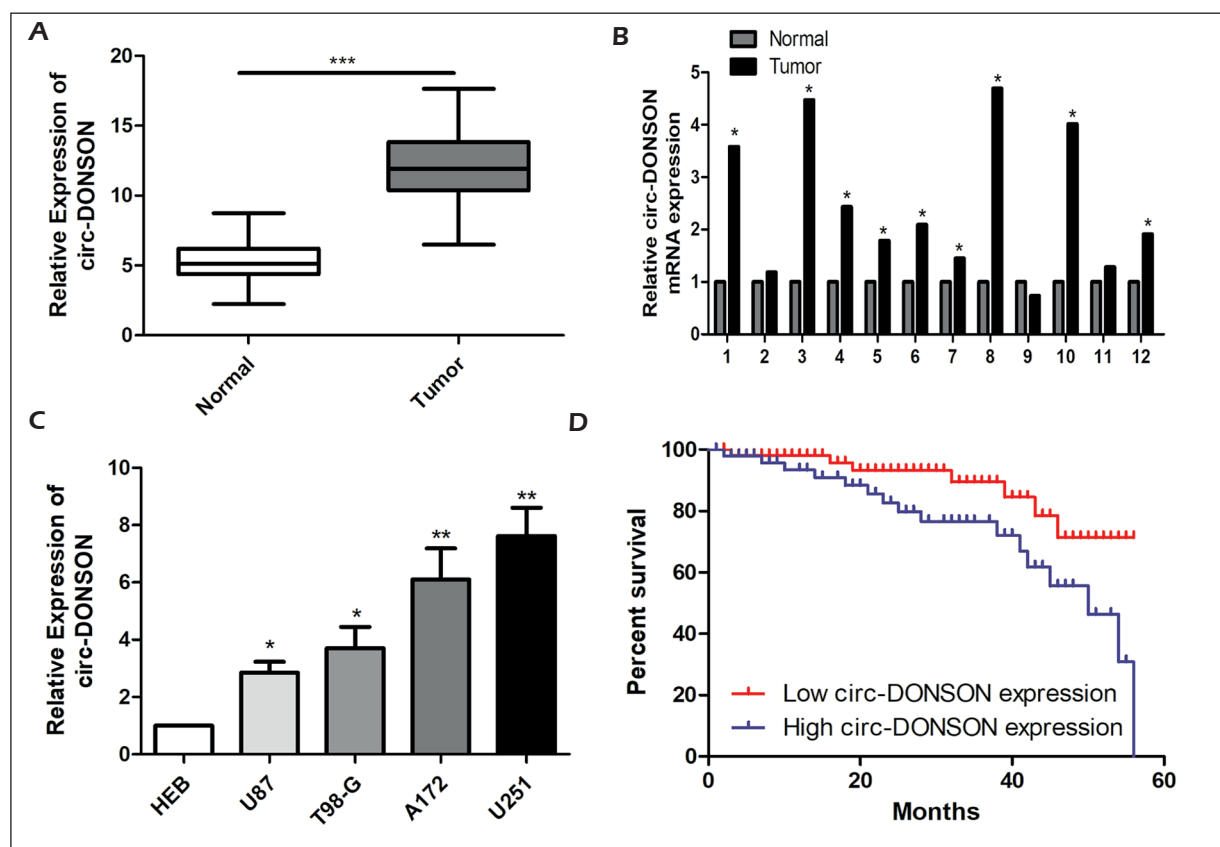 A
Relative Expression of
circ-DONSON
20
15
10
5
0
***
Normal
Tumor
B
Normal
Tumor
Relative circ-DONSON
mRNA expression
5
4
3
2
1
0
* * * * * * * * *
1 2 3 4 5 6 7 8 9 10 11 12
C
Relative Expression of
circ-DONSON
10
8
6
4
2
0
* * ** **
HEB
U87
T98-G
A172
U251
D
Percent survival
100
80
60
40
20
0
Low circ-DONSON expression
High circ-DONSON expression
0 20 40 60
Months